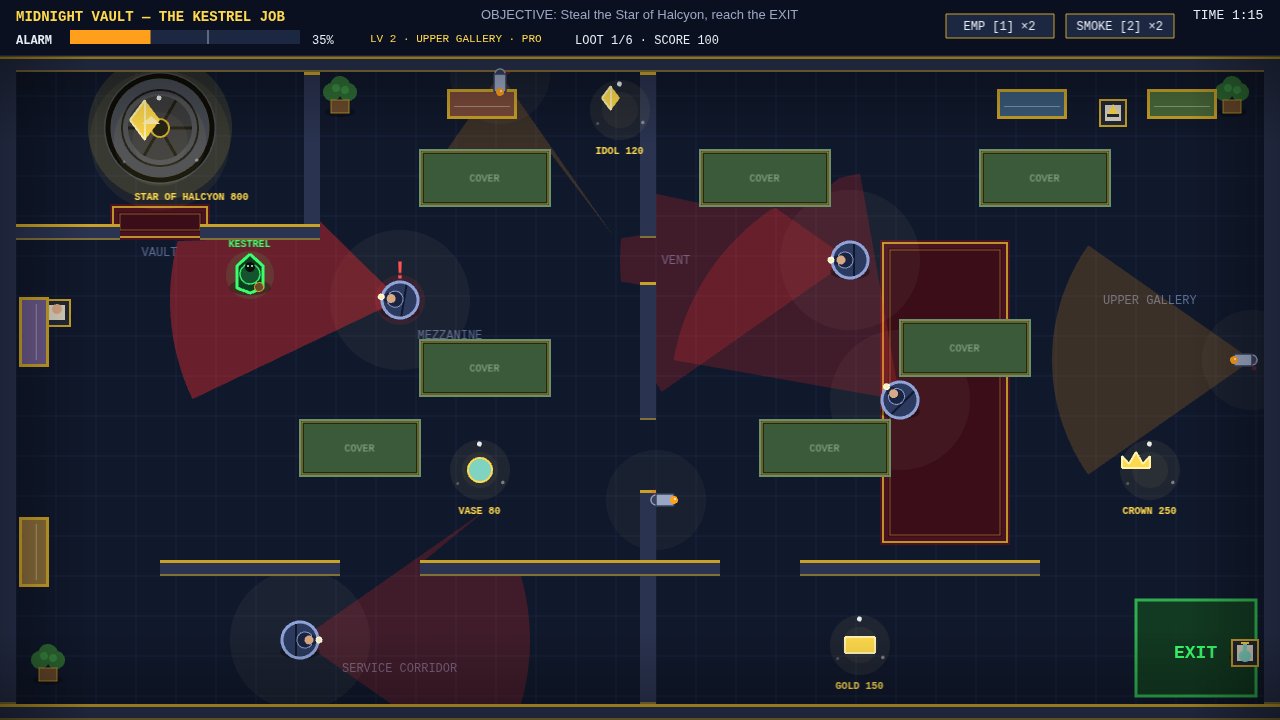 MIDNIGHT VAULT — THE KESTREL JOB
OBJECTIVE: Steal the Star of Halcyon, reach the EXIT
EMP [1] ×2
SMOKE [2] ×2
TIME 1:15
ALARM
35%
LV 2 · UPPER GALLERY · PRO
LOOT 1/6 · SCORE 100
IDOL 120
COVER
COVER
COVER
STAR OF HALCYON 800
KESTREL
VAULT
VENT
!
UPPER GALLERY
MEZZANINE
COVER
COVER
COVER
COVER
VASE 80
CROWN 250
EXIT
SERVICE CORRIDOR
GOLD 150